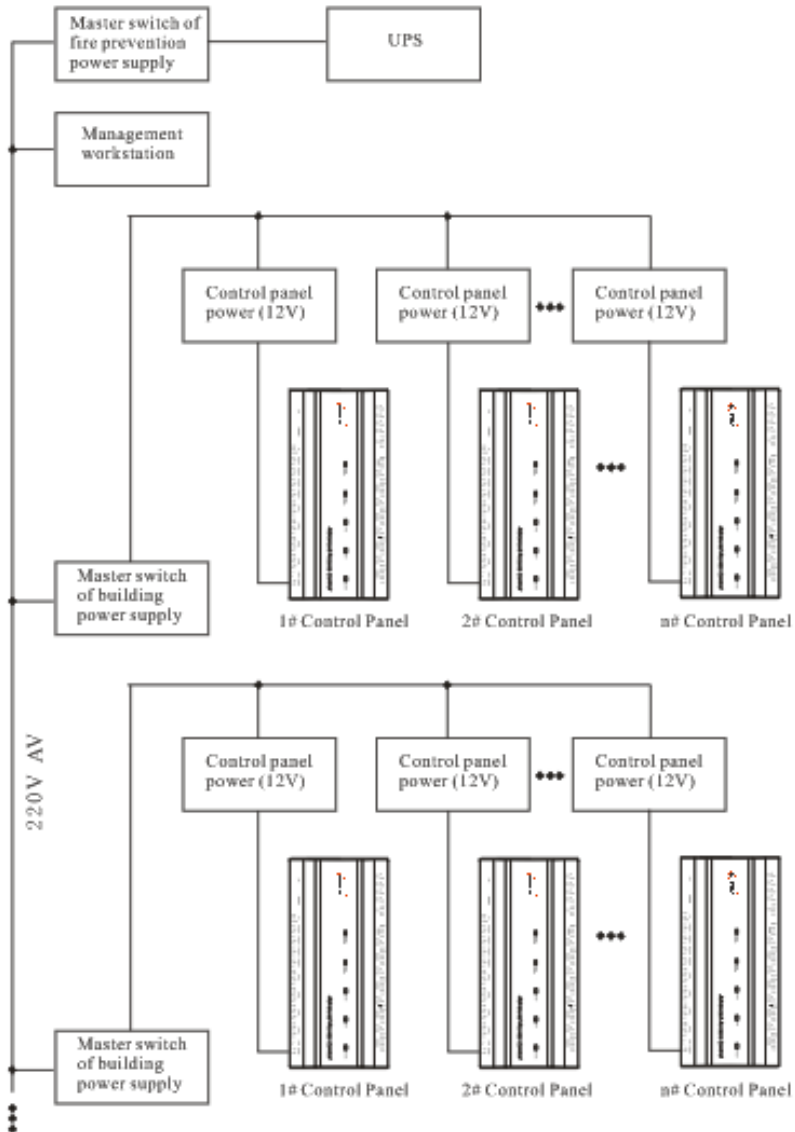 Master switch of
fire prevention
power supply
UPS
Management
workstation
Control panel
power (12V)
Control panel
power (12V)
Control panel
power (12V)
Master switch
of building
power supply
1# Control Panel
2# Control Panel
n# Control Panel
220V AV
Control panel
power (12V)
Control panel
power (12V)
Control panel
power (12V)
Master switch
of building
power supply
1# Control Panel
2# Control Panel
n# Control Panel